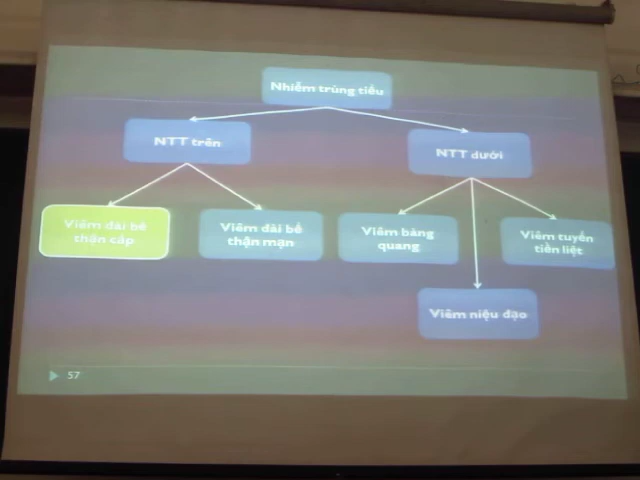 Nhiễm trùng tiểu
NTT trên
NTT dưới
Viêm đài bể
thận cấp
Viêm đài bể
thận mạn
Viêm bàng
quang
Viêm tuyến
tiền liệt
Viêm niệu đạo
57